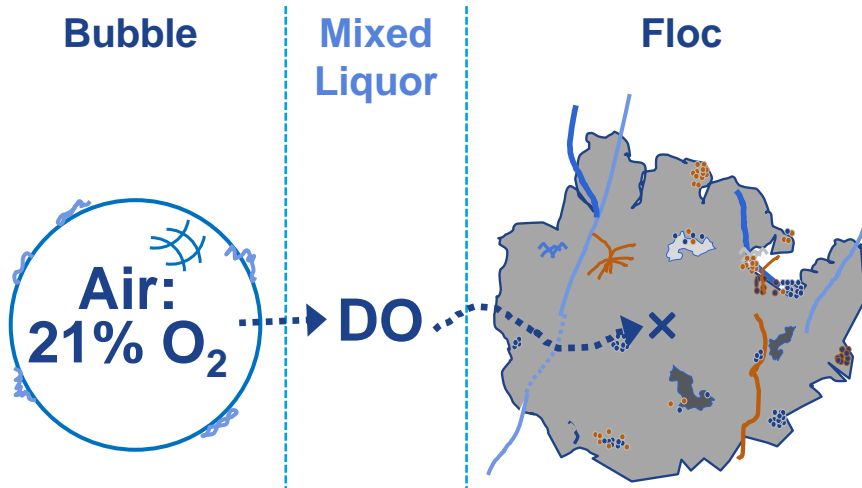 Bubble
Mixed
Liquor
Floc
Air:
21% O₂
DO